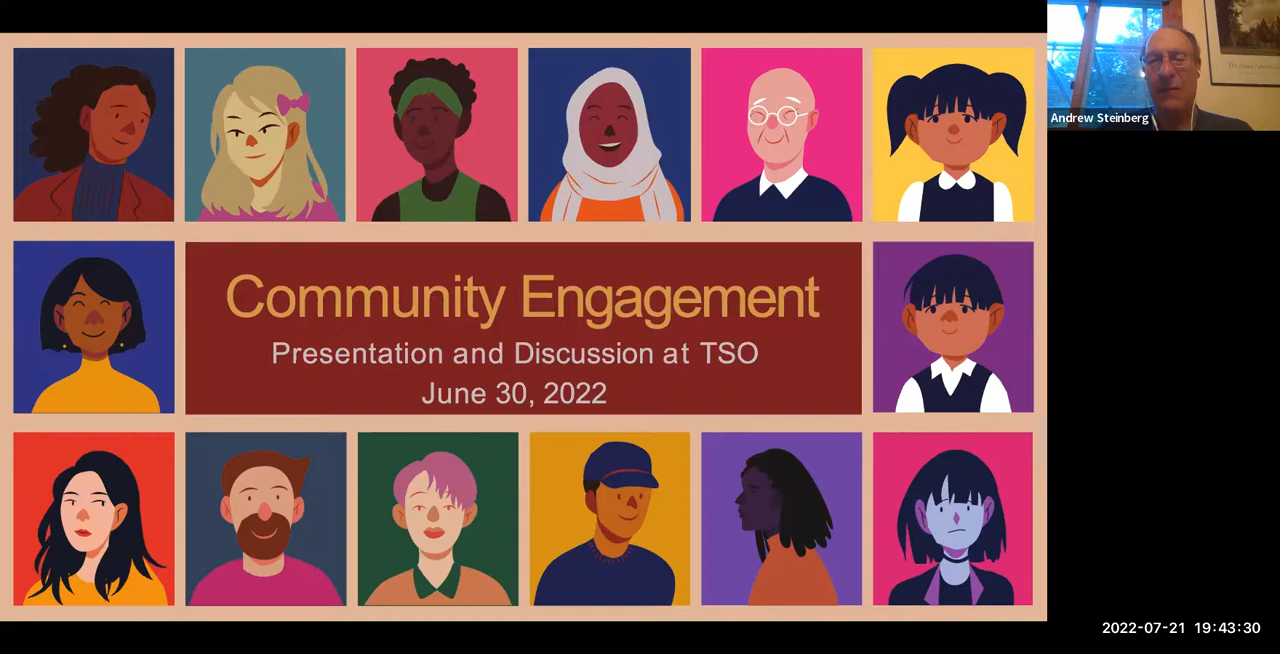 Community Engagement
Presentation and Discussion at TSO
June 30, 2022
Andrew Steinberg
2022-07-21 19:43:30